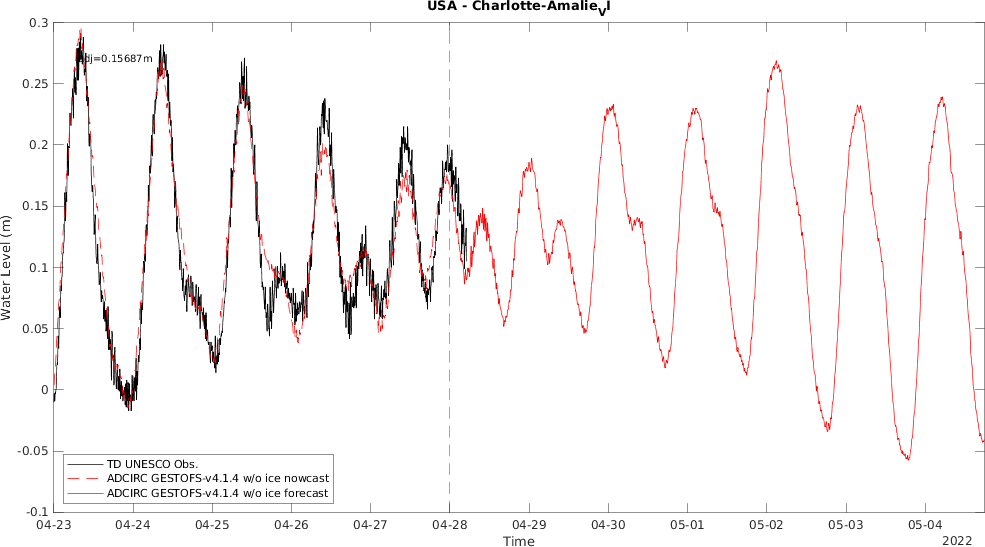 USA - Charlotte-AmalieVI
0.3
0.25
0.2
0.15
0.1
0.05
0
-0.05
-0.1
Water Level (m)
dj=0.15687m
TD UNESCO Obs.
ADCIRC GESTOFS-v4.1.4 w/o ice nowcast
ADCIRC GESTOFS-v4.1.4 w/o ice forecast
04-23 04-24 04-25 04-26 04-27 04-28 04-29 04-30 05-01 05-02 05-03 05-04
Time
2022